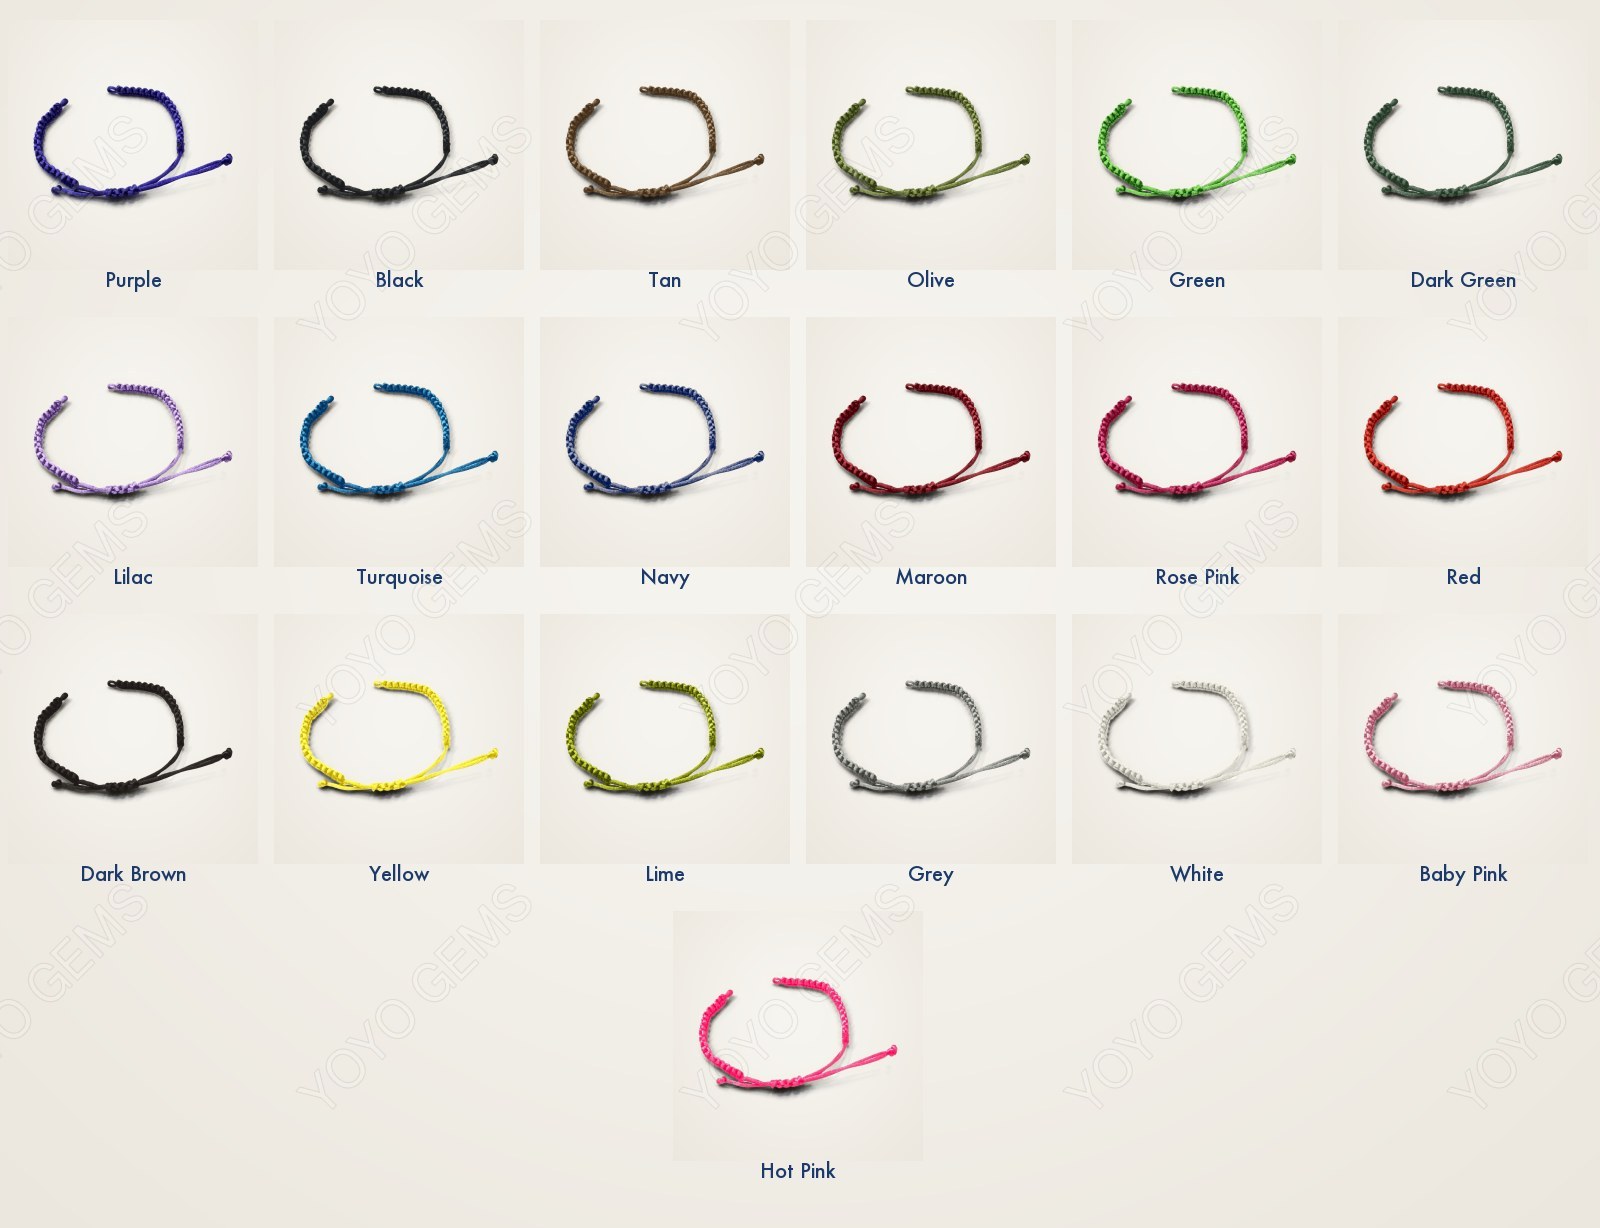 Purple
Black
Tan
Olive
Green
Dark Green
Lilac
Turquoise
Navy
Maroon
Rose Pink
Red
Dark Brown
Yellow
Lime
Grey
White
Baby Pink
Hot Pink
YOYO GEMS